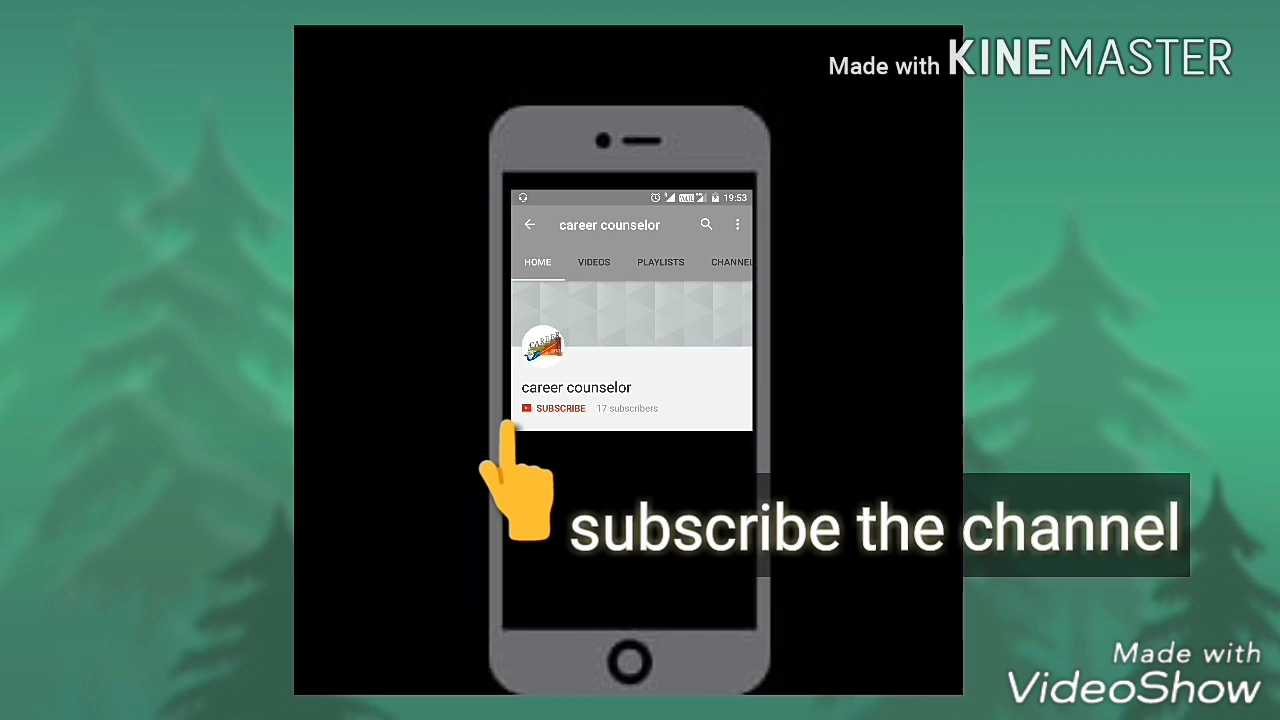 Made with KINEMASTER
19:53
career counselor
HOME VIDEOS PLAYLISTS CHANNEL
CAREER
career counselor
SUBSCRIBE 17 subscribers
subscribe the channel
Made with
VideoShow